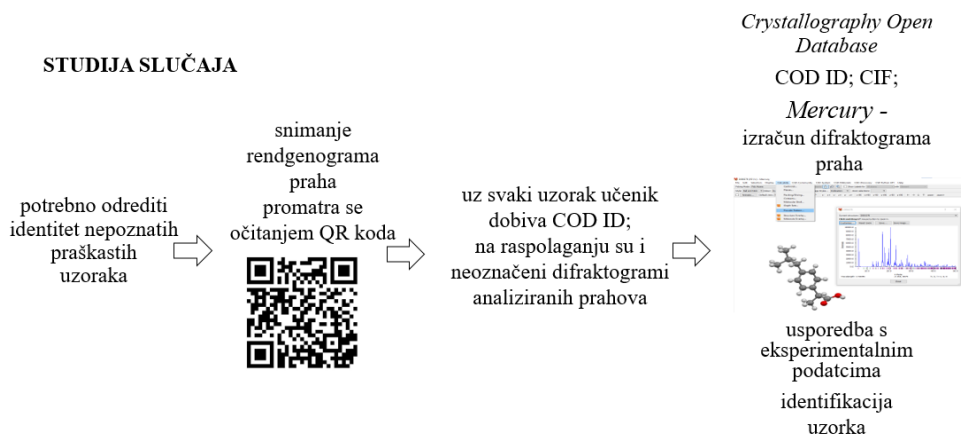 STUDIJA SLUČAJA
potrebno odrediti
identitet nepoznatih
praškastih
uzoraka
snimanje
rendgenograma
praha
promatra se
očitanjem QR koda
uz svaki uzorak učenik
dobiva COD ID;
na raspolaganju su i
neoznačeni difraktogrami
analiziranih prahova
Crystallography Open
Database
COD ID; CIF;
Mercury -
izračun difraktograma
praha
usporedba s
eksperimentalnim
podatcima
identifikacija
uzorka